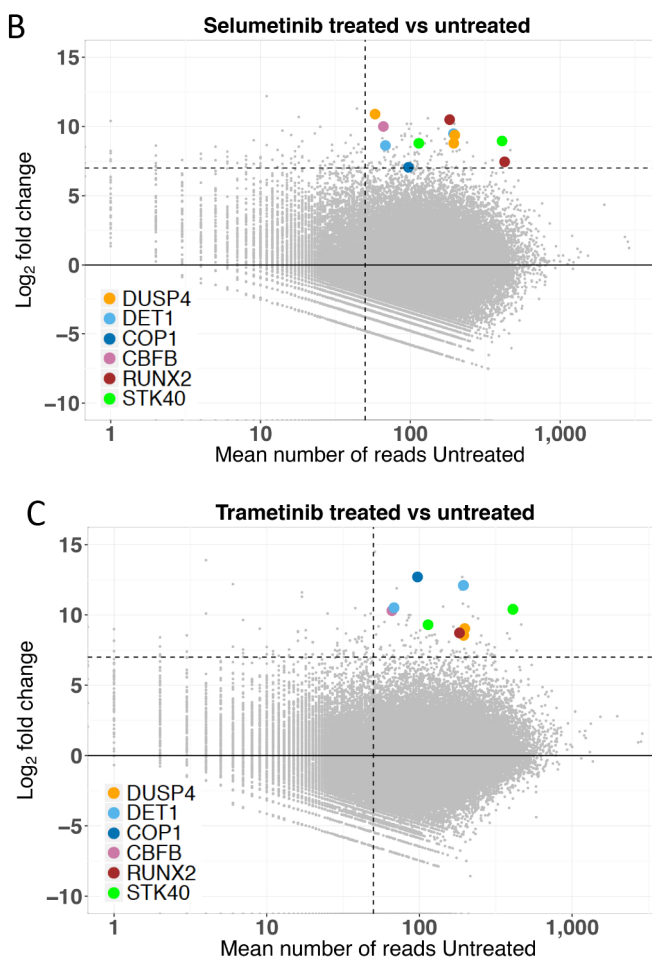 B
Selumetinib treated vs untreated
15
10
5
0
−5
−10
Log2 fold change
DUSP4
DET1
COP1
CBFB
RUNX2
STK40
1 10 100 1,000
Mean number of reads Untreated
C
Trametinib treated vs untreated
15
10
5
0
−5
−10
Log2 fold change
DUSP4
DET1
COP1
CBFB
RUNX2
STK40
1 10 100 1,000
Mean number of reads Untreated